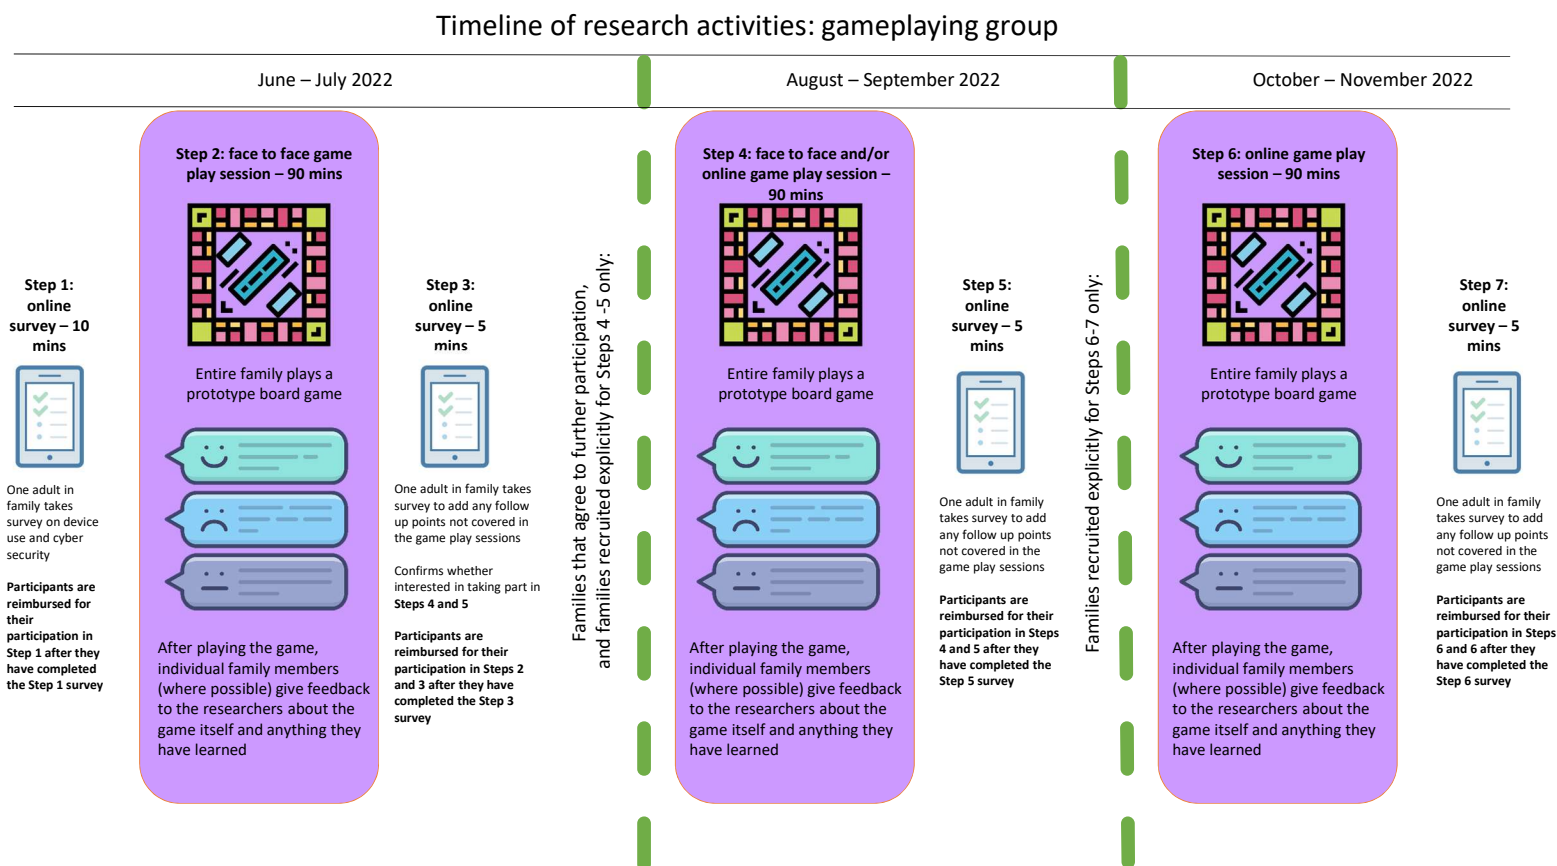 Timeline of research activities: gameplaying group
June – July 2022
August – September 2022
October – November 2022
Step 1:
online
survey – 10
mins
One adult in
family takes
survey on device
use and cyber
security
Participants are
reimbursed for
their
participation in
Step 1 after they
have completed
the Step 1 survey
Step 2: face to face game
play session – 90 mins
Entire family plays a
prototype board game
After playing the game,
individual family members
(where possible) give feedback
to the researchers about the
game itself and anything they
have learned
Step 3:
online
survey – 5
mins
One adult in family takes
survey to add any follow
up points not covered in
the game play sessions
Confirms whether
interested in taking part in
Steps 4 and 5
Participants are
reimbursed for their
participation in Steps 2
and 3 after they have
completed the Step 3
survey
Families that agree to further participation,
and families recruited explicitly for Steps 4 -5 only:
Step 4: face to face and/or
online game play session –
90 mins
Entire family plays a
prototype board game
After playing the game,
individual family members
(where possible) give feedback
to the researchers about the
game itself and anything they
have learned
Step 5:
online
survey – 5
mins
One adult in family
takes survey to add
any follow up points
not covered in the
game play sessions
Participants are
reimbursed for their
participation in Steps
4 and 5 after they
have completed the
Step 5 survey
Families recruited explicitly for Steps 6-7 only:
Step 6: online game play
session – 90 mins
Entire family plays a
prototype board game
After playing the game,
individual family members
(where possible) give feedback
to the researchers about the
game itself and anything they
have learned
Step 7:
online
survey – 5
mins
One adult in family
takes survey to add
any follow up points
not covered in the
game play sessions
Participants are
reimbursed for their
participation in Steps
6 and 6 after they
have completed the
Step 6 survey